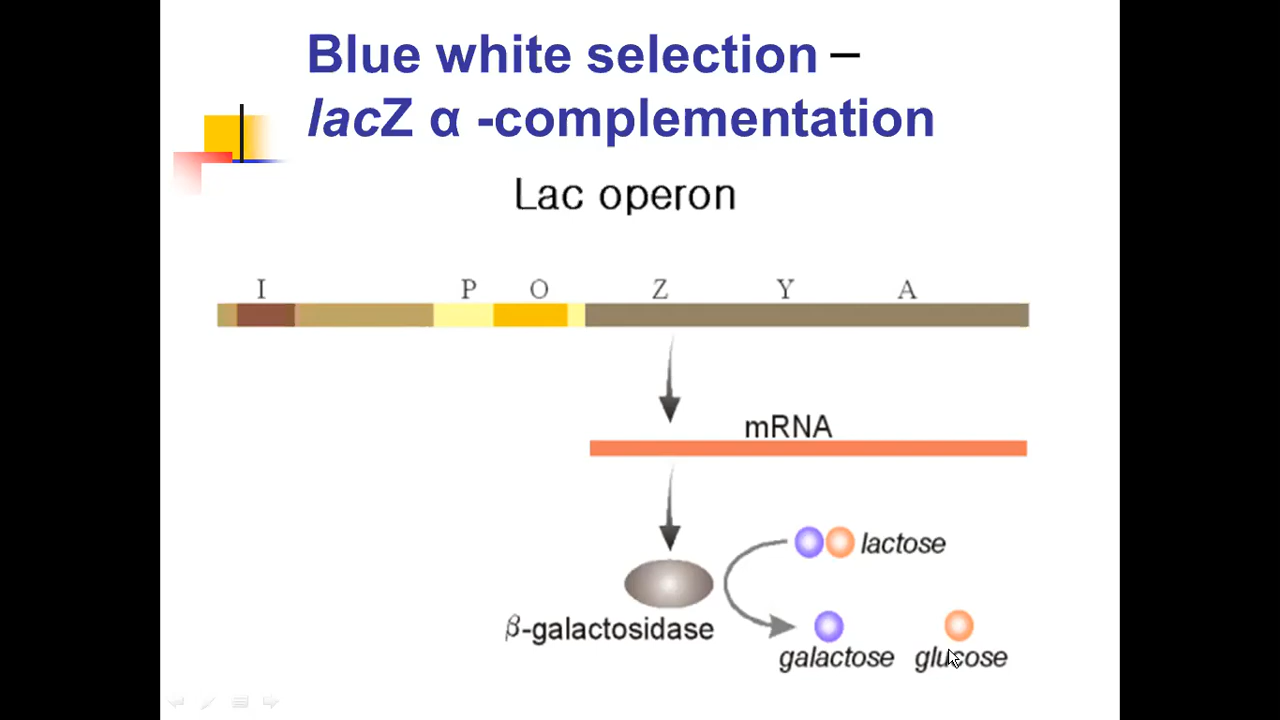 Blue white selection –
lacZ α -complementation
Lac operon
I P O Z Y A
mRNA
lactose
β-galactosidase
galactose glucose